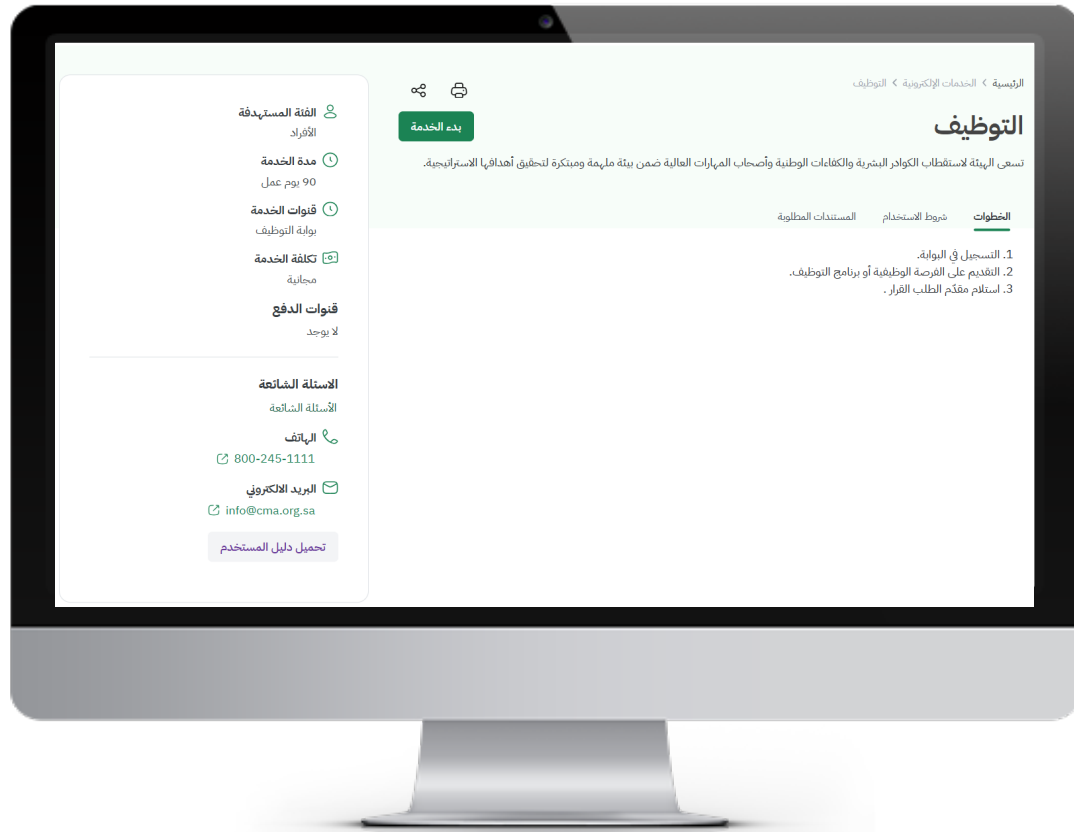 الرئيسية > الخدمات الإلكترونية > التوظيف
التوظيف
بدء الخدمة
تسعى الهيئة لاستقطاب الكوادر البشرية والكفاءات الوطنية وأصحاب المهارات العالية ضمن بيئة ملهمة ومبتكرة لتحقيق أهدافها الاستراتيجية.
الخطوات شروط الاستخدام المستندات المطلوبة
1. التسجيل في البوابة.
2. التقديم على الفرصة الوظيفية أو برنامج التوظيف.
3. استلام مقدّم الطلب القرار .
الفئة المستهدفة
الأفراد
مدة الخدمة
90 يوم عمل
قنوات الخدمة
بوابة التوظيف
تكلفة الخدمة
مجانية
قنوات الدفع
لا يوجد
الاسئلة الشائعة
الأسئلة الشائعة
الهاتف
800-245-1111
البريد الالكتروني
info@cma.org.sa
تحميل دليل المستخدم